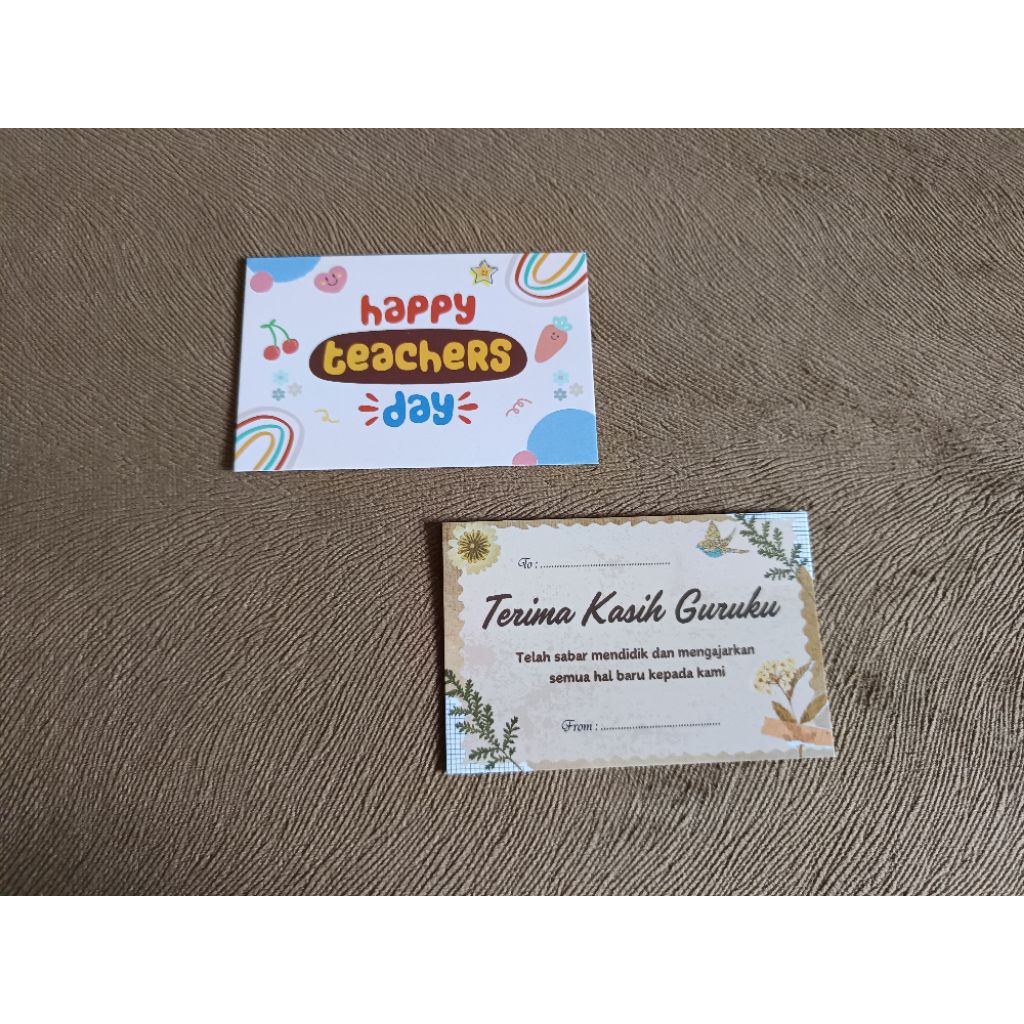 happy
teachers
day
To : ..............................................
Terima Kasih Guruku
Telah sabar mendidik dan mengajarkan
semua hal baru kepada kami
From : ............................................